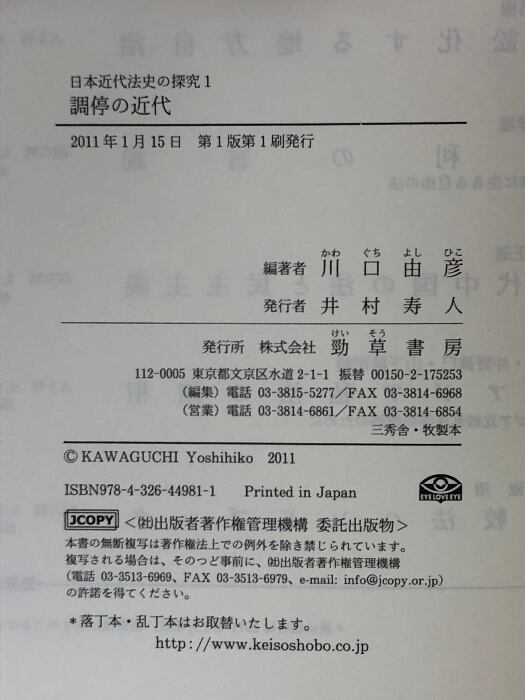 日本近代法史の探究1
調停の近代
2011年1月15日　第1版第1刷発行
かわ ぐち よし ひこ
編著者　川口由彦
発行者　井村寿人
けい そう
発行所　株式会社　勁草書房
112-0005 東京都文京区水道2-1-1 振替 00150-2-175253
（編集）電話 03-3815-5277／FAX 03-3814-6968
（営業）電話 03-3814-6861／FAX 03-3814-6854
三秀舎・牧製本
©KAWAGUCHI Yoshihiko　2011
ISBN978-4-326-44981-1　Printed in Japan
EYE LOVE EYE
JCOPY ＜㈳出版者著作権管理機構 委託出版物＞
本書の無断複写は著作権法上での例外を除き禁じられています。
複写される場合は、そのつど事前に、㈳出版者著作権管理機構
（電話 03-3513-6969、FAX 03-3513-6979、e-mail: info@jcopy.or.jp）
の許諾を得てください。
＊落丁本・乱丁本はお取替いたします。
http://www.keisoshobo.co.jp